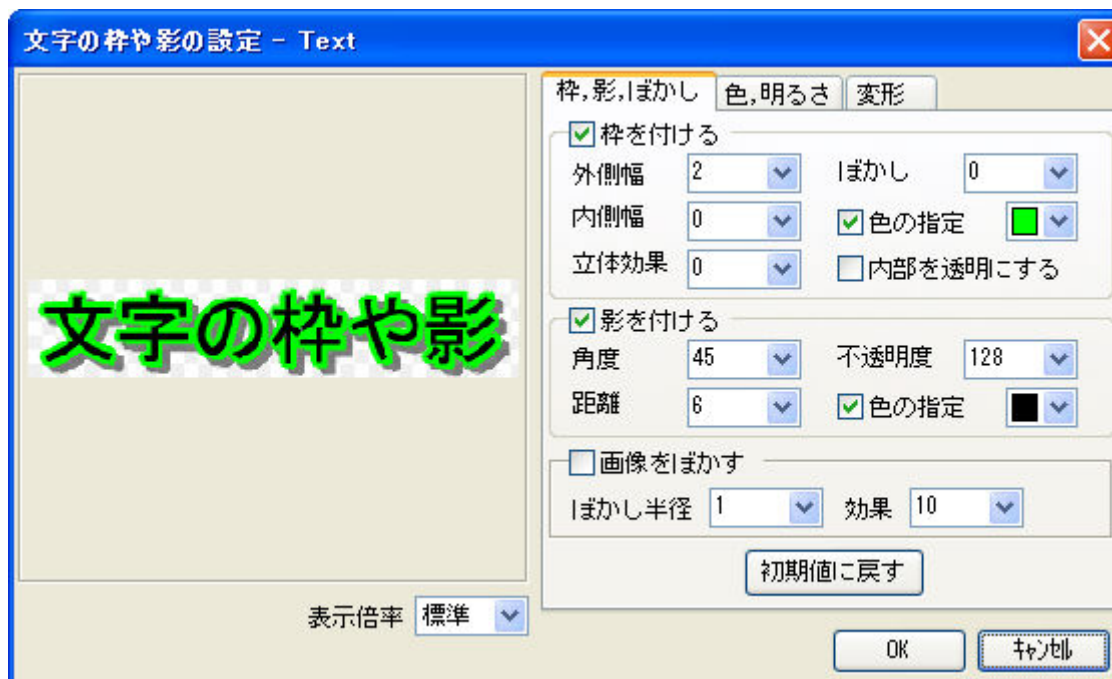 文字の枠や影の設定 - Text
文字の枠や影
表示倍率 標準
枠,影,ぼかし 色,明るさ 変形
枠を付ける
外側幅 2 ぼかし 0
内側幅 0 色の指定
立体効果 0 内部を透明にする
影を付ける
角度 45 不透明度 128
距離 6 色の指定
画像をぼかす
ぼかし半径 1 効果 10
初期値に戻す
OK キャンセル